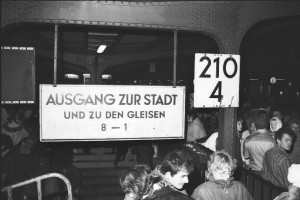 AUSGANG ZUR STADT
UND ZU DEN GLEISEN
8 — 1
210
4